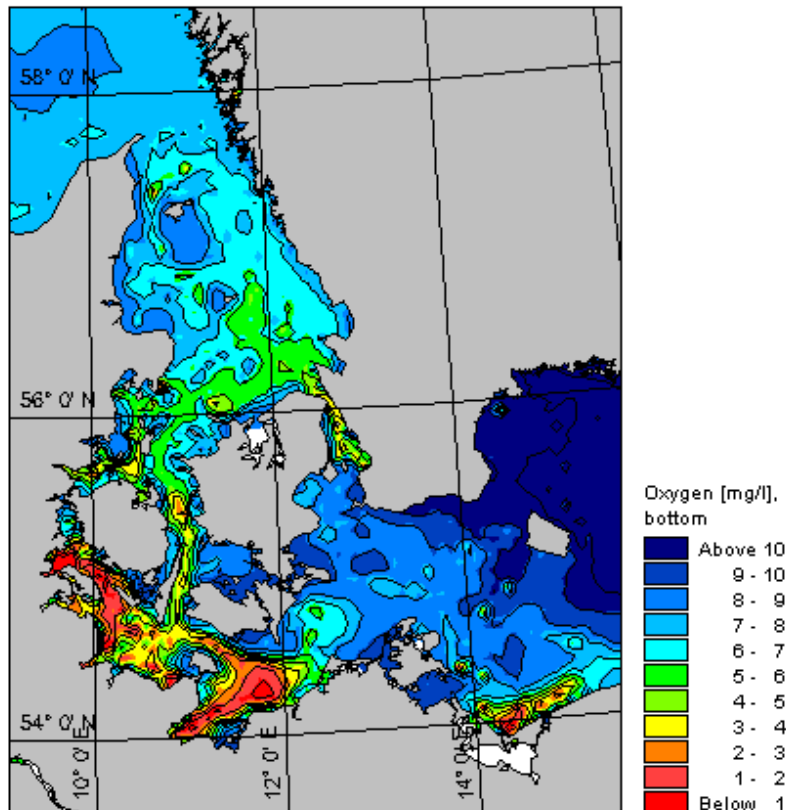 58° 0' N
56° 0' N
54° 0' N
10° 0' E
12° 0' E
14° 0' E
Oxygen [mg/l],
bottom
Above 10
9 - 10
8 - 9
7 - 8
6 - 7
5 - 6
4 - 5
3 - 4
2 - 3
1 - 2
Below 1